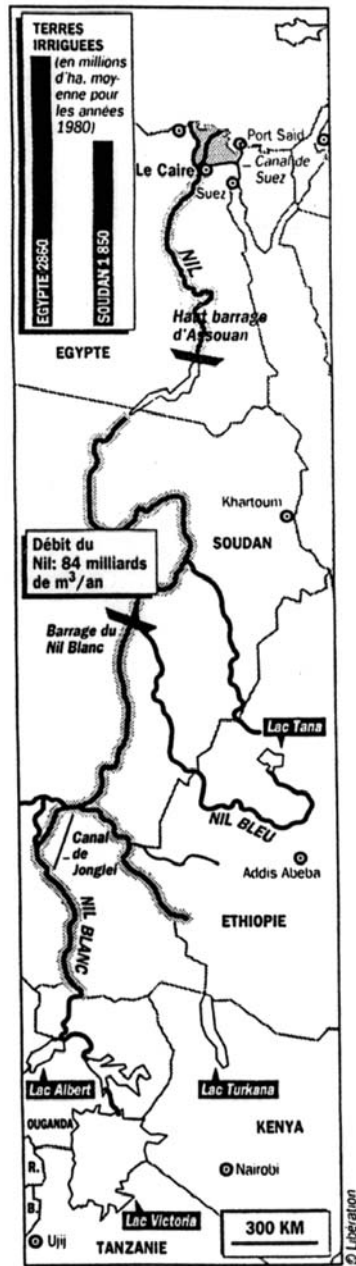 TERRES
IRRIGUEES
(en millions
d'ha, moy-
enne pour
les années
1980)
EGYPTE 2860
SOUDAN 1 850
Port Saïd
Le Caire
Canal de
Suez
Suez
NIL
Haut barrage
d'Assouan
EGYPTE
Khartoum
SOUDAN
Débit du
Nil: 84 milliards
de m³/an
Barrage du
Nil Blanc
Lac Tana
NIL BLEU
Canal
de
Jonglei
Addis Abeba
ETHIOPIE
NIL BLANC
Lac Albert
Lac Turkana
OUGANDA
KENYA
R.
Nairobi
B.
Lac Victoria
Ujij
TANZANIE
300 KM
© Libération